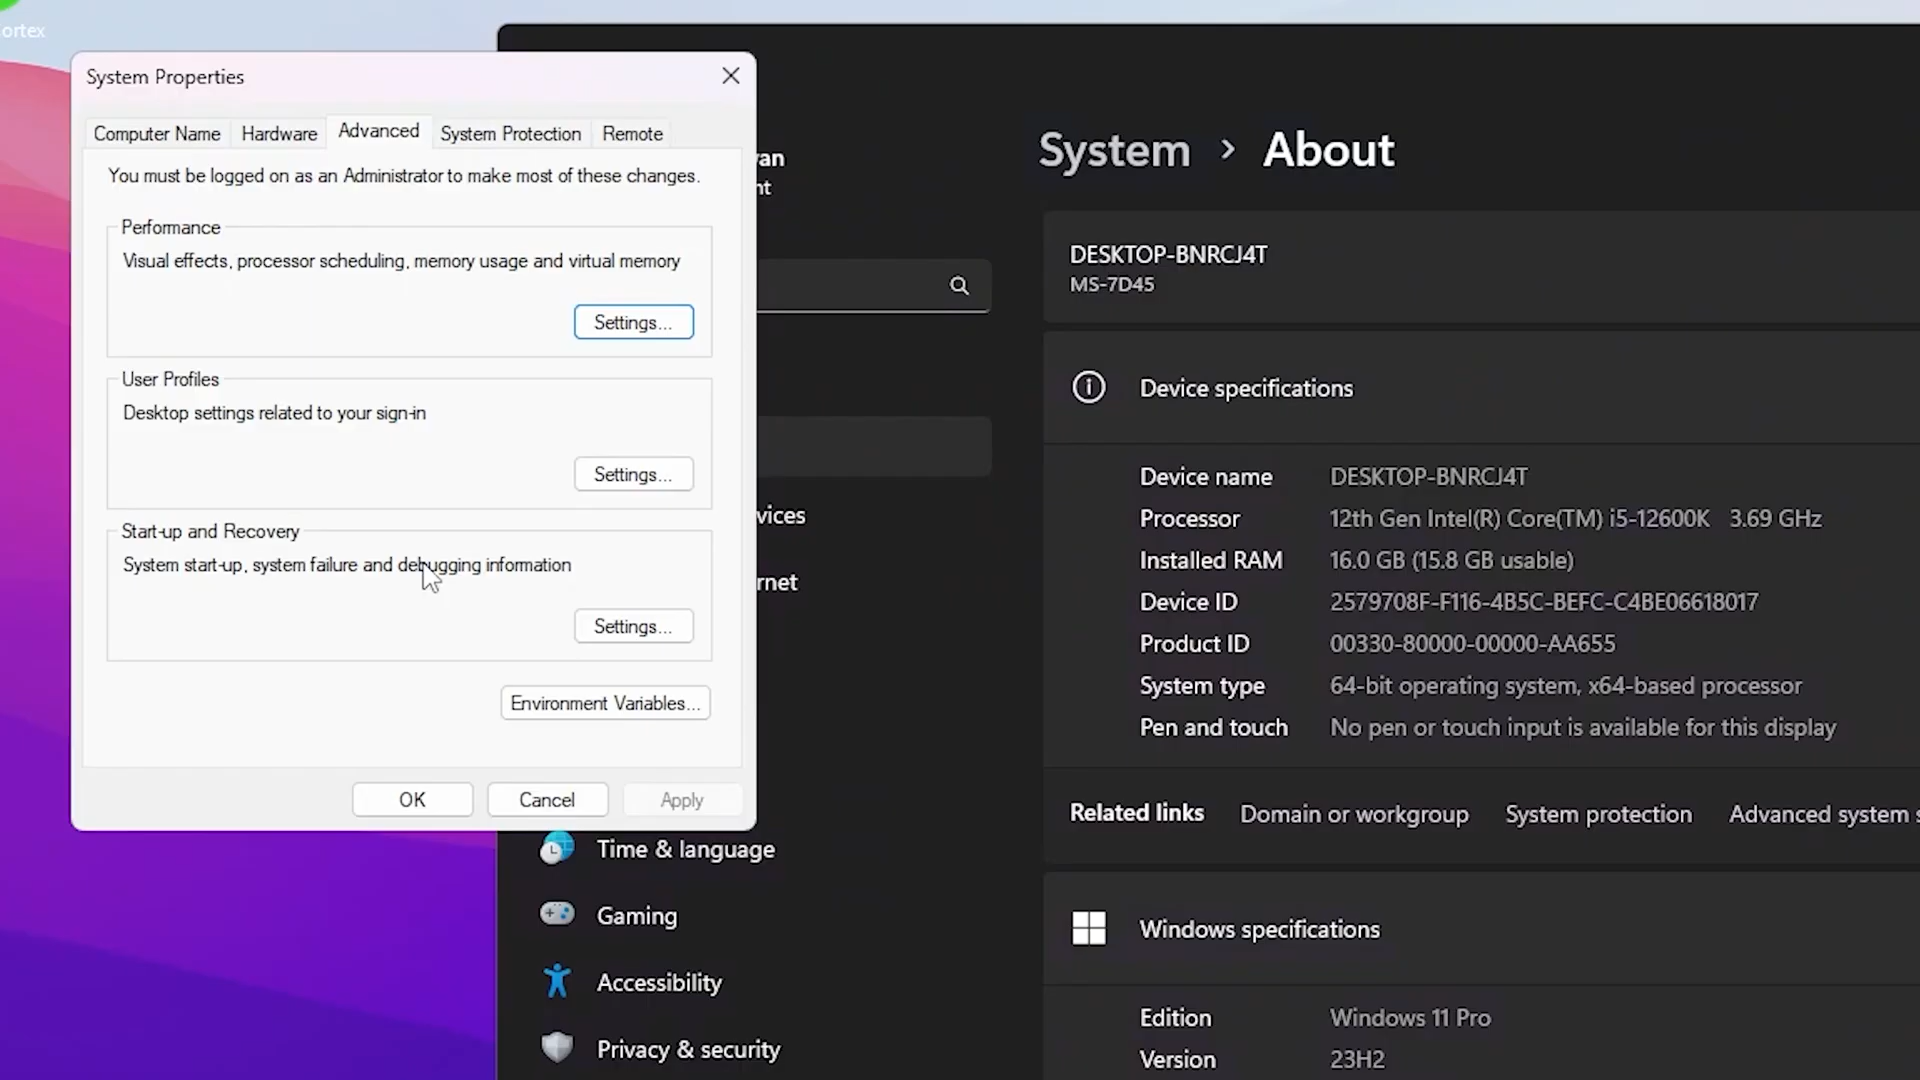 ortex
System Properties
Computer Name Hardware Advanced System Protection Remote
You must be logged on as an Administrator to make most of these changes.
Performance
Visual effects, processor scheduling, memory usage and virtual memory
Settings...
User Profiles
Desktop settings related to your sign-in
Settings...
Start-up and Recovery
System start-up, system failure and debugging information
Settings...
Environment Variables...
OK Cancel Apply
van
nt
vices
rnet
Time & language
Gaming
Accessibility
Privacy & security
System > About
DESKTOP-BNRCJ4T
MS-7D45
Device specifications
Device name DESKTOP-BNRCJ4T
Processor 12th Gen Intel(R) Core(TM) i5-12600K 3.69 GHz
Installed RAM 16.0 GB (15.8 GB usable)
Device ID 2579708F-F116-4B5C-BEFC-C4BE06618017
Product ID 00330-80000-00000-AA655
System type 64-bit operating system, x64-based processor
Pen and touch No pen or touch input is available for this display
Related links Domain or workgroup System protection Advanced system s
Windows specifications
Edition Windows 11 Pro
Version 23H2